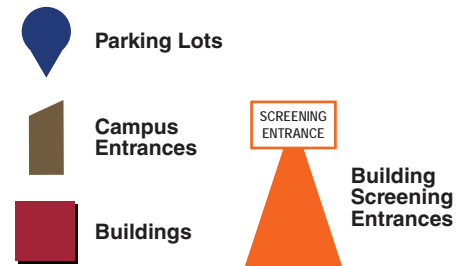 Parking Lots
Campus
Entrances
Buildings
SCREENING
ENTRANCE
Building
Screening
Entrances